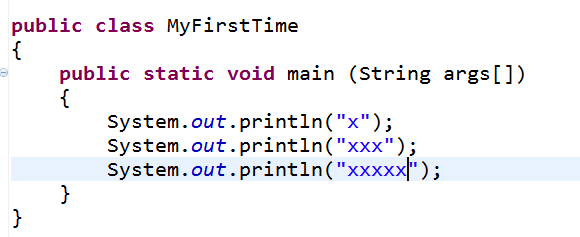 public class MyFirstTime
{
    public static void main (String args[])
    {
        System.out.println("x");
        System.out.println("xxx");
        System.out.println("xxxxx");
    }
}